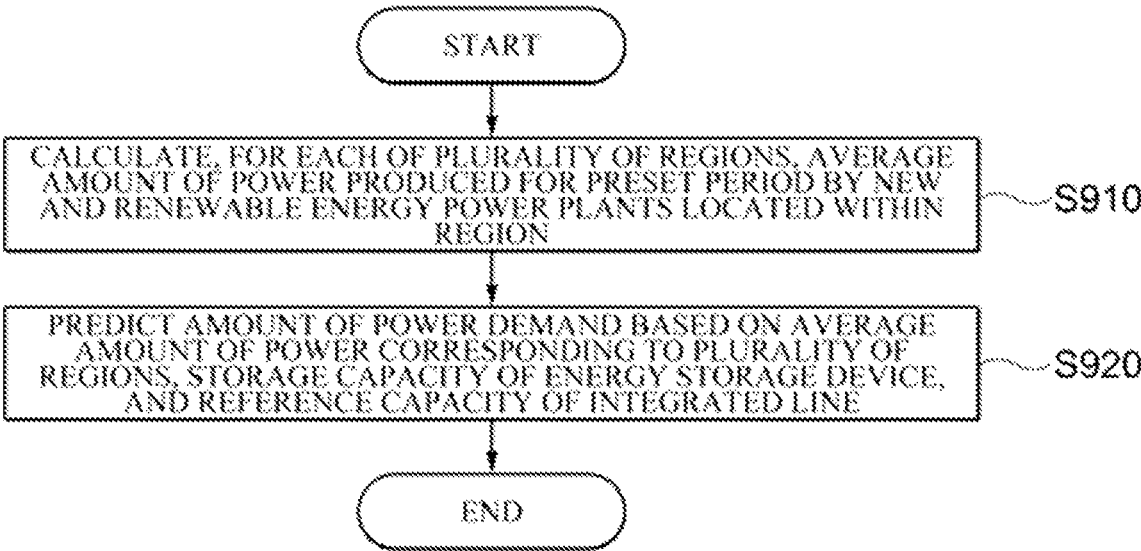 START
CALCULATE, FOR EACH OF PLURALITY OF REGIONS, AVERAGE
AMOUNT OF POWER PRODUCED FOR PRESET PERIOD BY NEW
AND RENEWABLE ENERGY POWER PLANTS LOCATED WITHIN
REGION
S910
PREDICT AMOUNT OF POWER DEMAND BASED ON AVERAGE
AMOUNT OF POWER CORRESPONDING TO PLURALITY OF
REGIONS, STORAGE CAPACITY OF ENERGY STORAGE DEVICE,
AND REFERENCE CAPACITY OF INTEGRATED LINE
S920
END